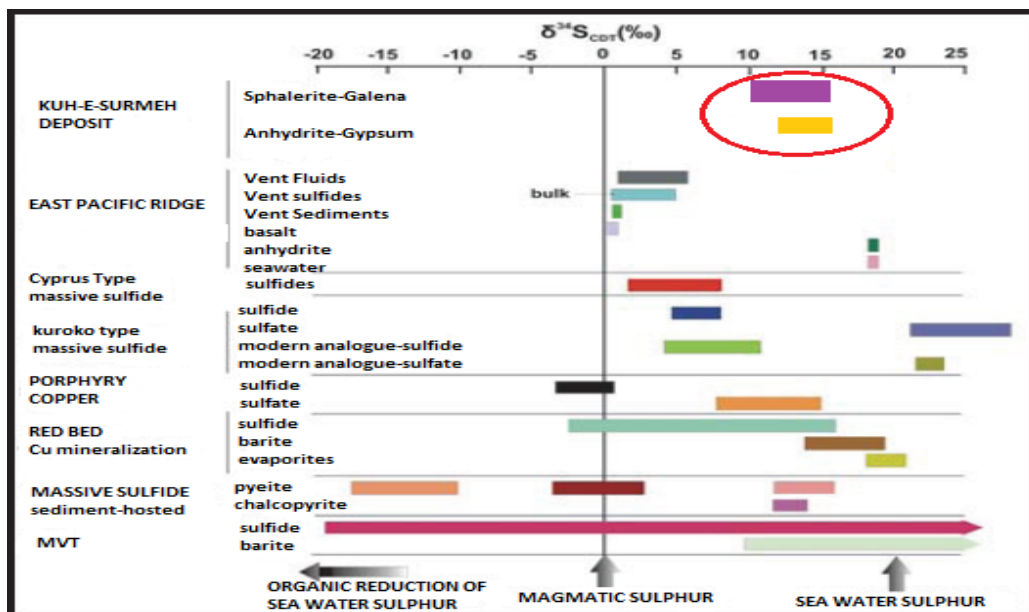 δ³⁴S CDT(‰)
-20 -10 -5 0 5 10 15 20 25
KUH-E-SURMEH
DEPOSIT
Sphalerite-Galena
Anhydrite-Gypsum
EAST PACIFIC RIDGE
Vent Fluids
bulk
Vent sulfides
Vent Sediments
basalt
anhydrite
seawater
Cyprus Type
massive sulfide
sulfides
kuroko type
massive sulfide
sulfide
sulfate
modern analogue-sulfide
modern analogue-sulfate
PORPHYRY
COPPER
sulfide
sulfate
RED BED
Cu mineralization
sulfide
barite
evaporites
MASSIVE SULFIDE
sediment-hosted
pyeite
chalcopyrite
MVT
sulfide
barite
ORGANIC REDUCTION OF
SEA WATER SULPHUR
MAGMATIC SULPHUR
SEA WATER SULPHUR